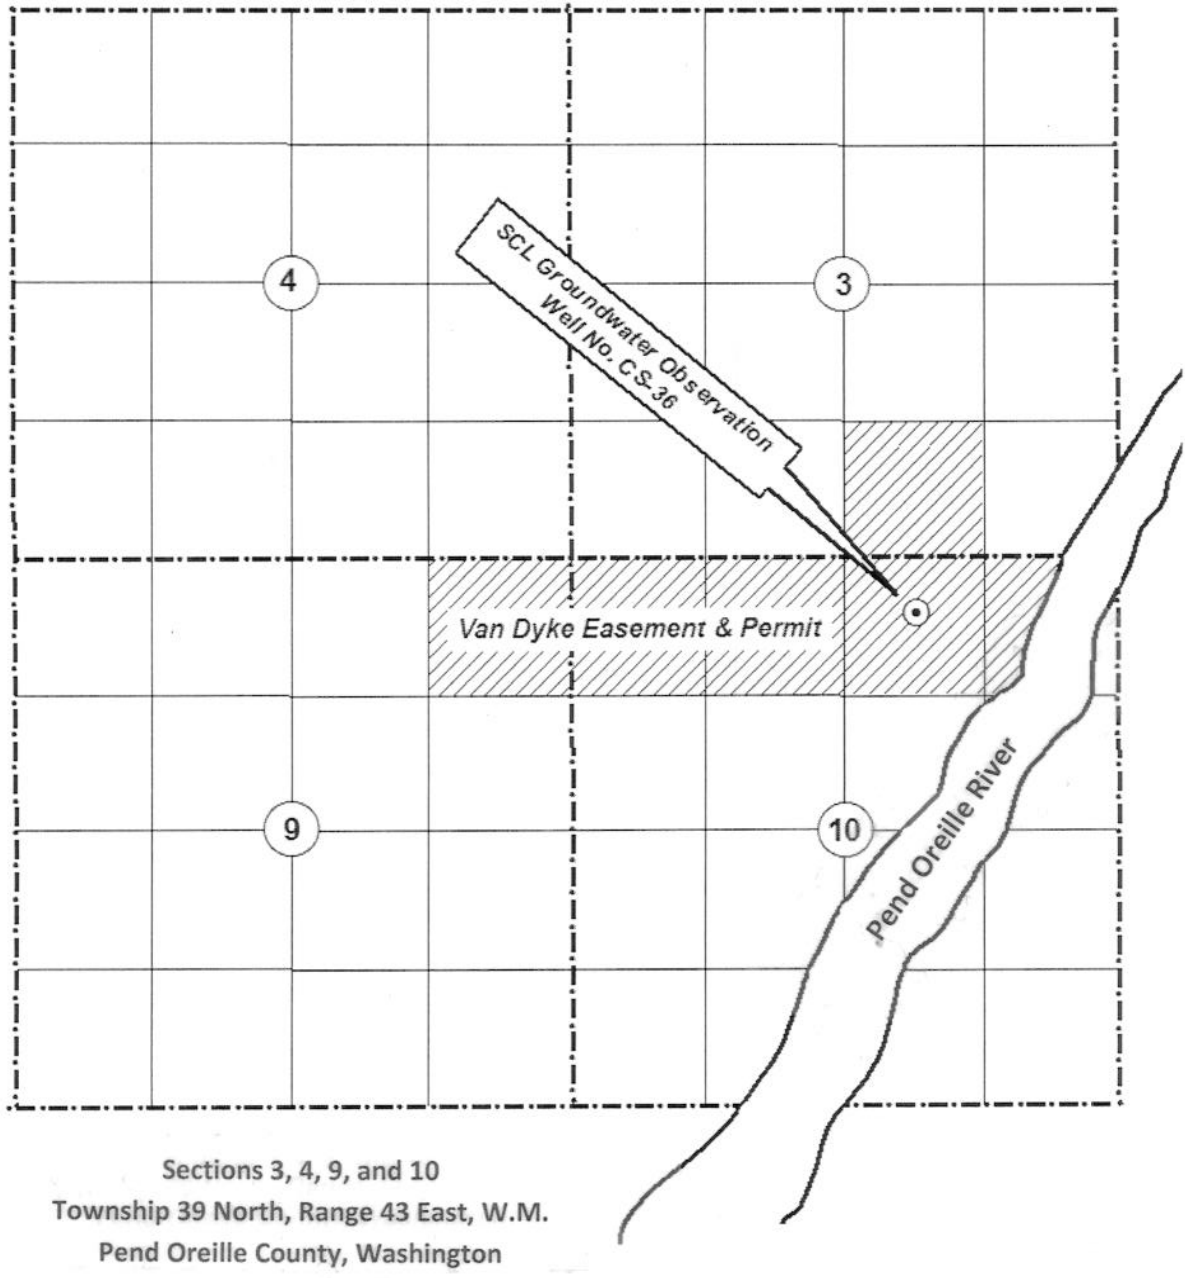 4
3
SCL Groundwater Observation
Well No. CS-36
Van Dyke Easement & Permit
9
10
Pend Oreille River
Sections 3, 4, 9, and 10
Township 39 North, Range 43 East, W.M.
Pend Oreille County, Washington